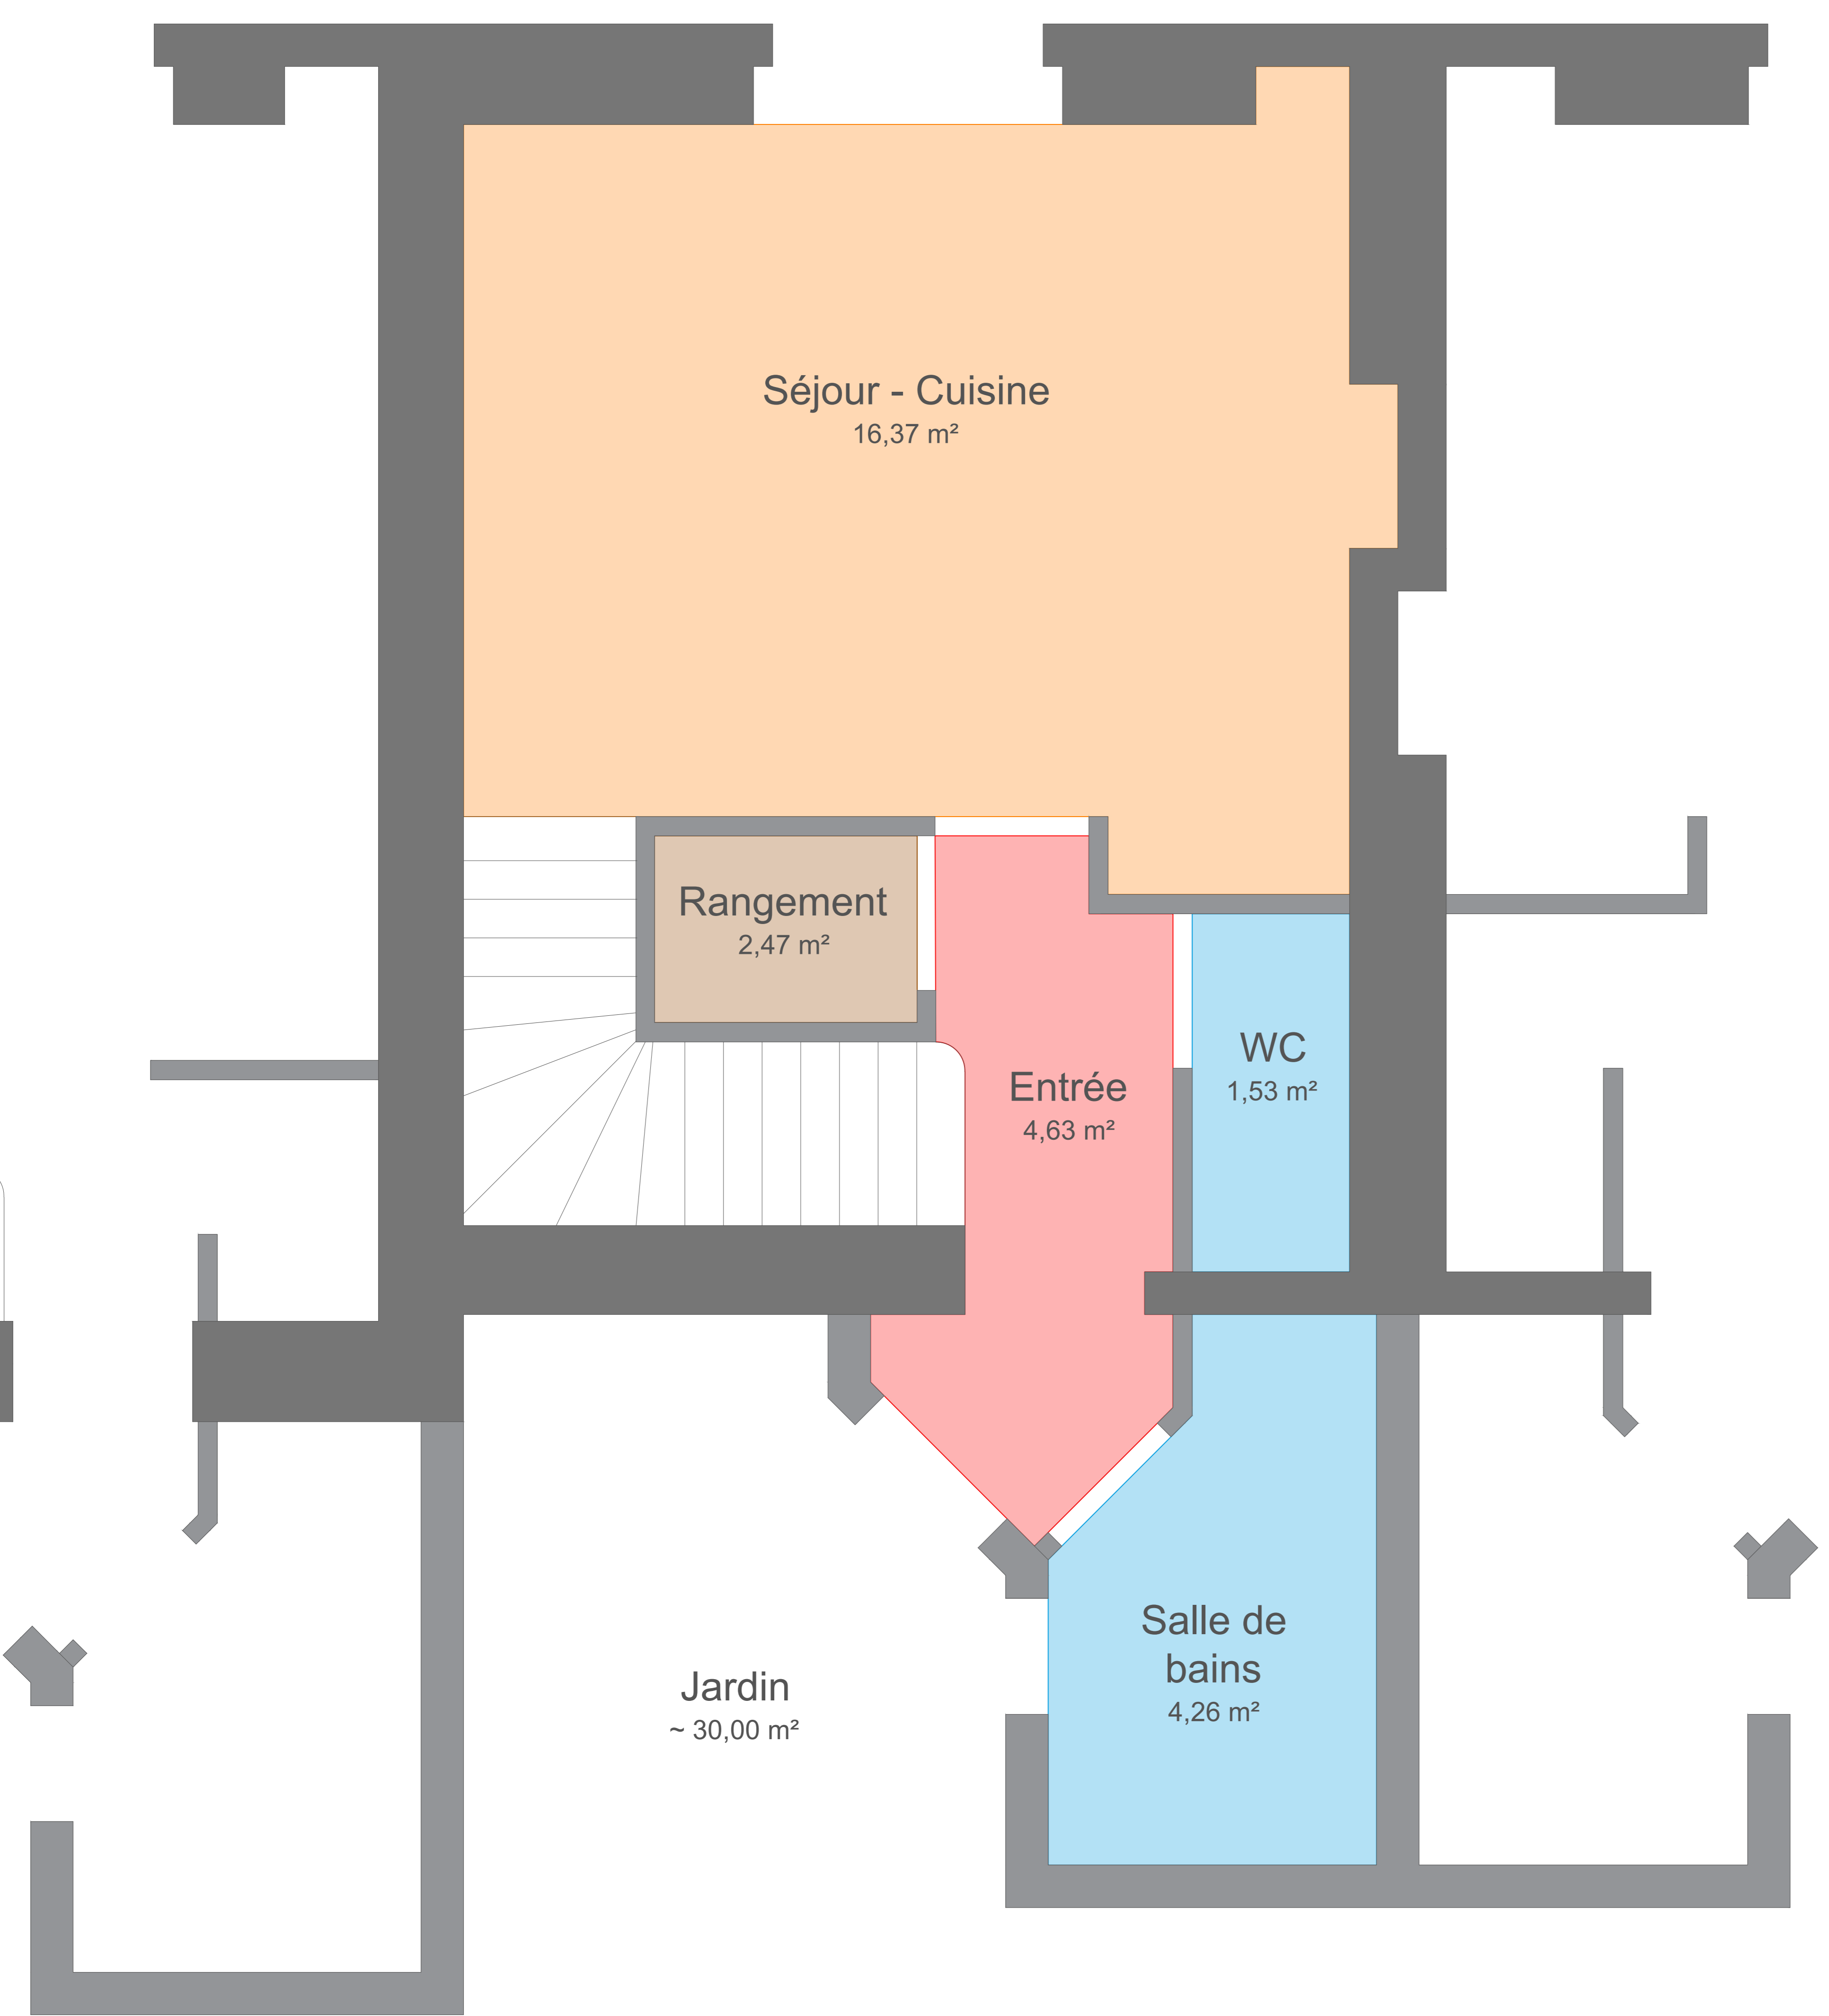 Séjour - Cuisine
16,37 m²
Rangement
2,47 m²
WC
1,53 m²
Entrée
4,63 m²
Salle de
bains
4,26 m²
Jardin
~ 30,00 m²